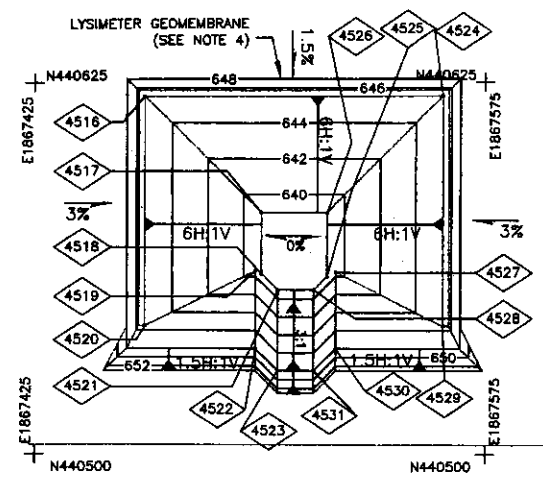 LYSIMETER GEOMEMBRANE
(SEE NOTE 4)
1.5%
4526
4525
4524
N440625
N440625
648
646
E1867425
E1867575
4516
644
6H:1V
642
4517
640
3%
6H:1V
6H:1V
3%
0%
4518
4527
4519
4528
4520
3:1
652
1.5H:1V
1.5H:1V
650
4521
4530
4529
4522
4531
4523
E1867425
E1867575
N440500
N440500